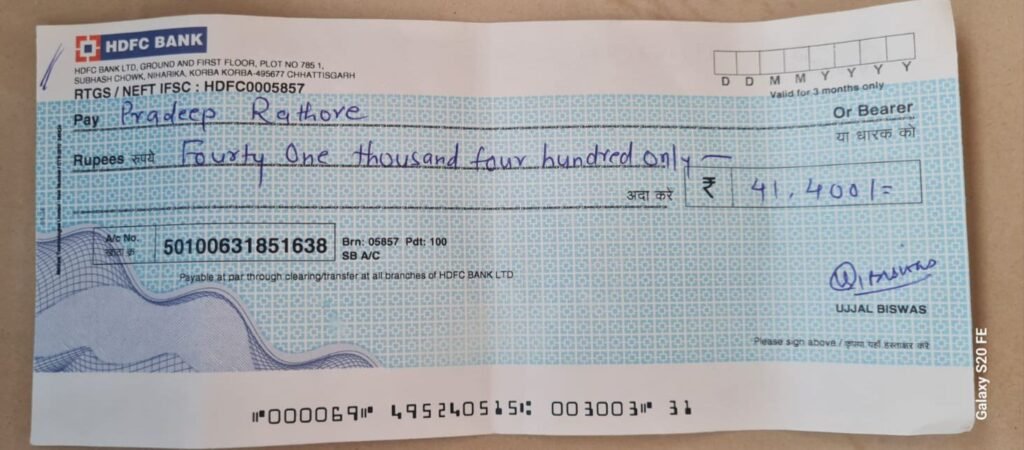 HDFC BANK
HDFC BANK LTD, GROUND AND FIRST FLOOR, PLOT NO 785 1,
SUBHASH CHOWK, NIHARIKA, KORBA KORBA-495677 CHHATTISGARH
RTGS / NEFT IFSC : HDFC0005857
D D M M Y Y Y Y
Valid for 3 months only
Pay Pradeep Rathore Or Bearer
या धारक को
Rupees रुपये Fourty One thousand four hundred only —
अदा करें ₹ 41,400/=
A/c No. 50100631851638 Brn: 05857 Pdt: 100
खाता क्र. SB A/C
Payable at par through clearing/transfer at all branches of HDFC BANK LTD
UJJAL BISWAS
Please sign above / कृपया यहाँ हस्ताक्षर करें
⑈000069⑈ 495240515⑆ 003003⑈ 31
Galaxy S20 FE